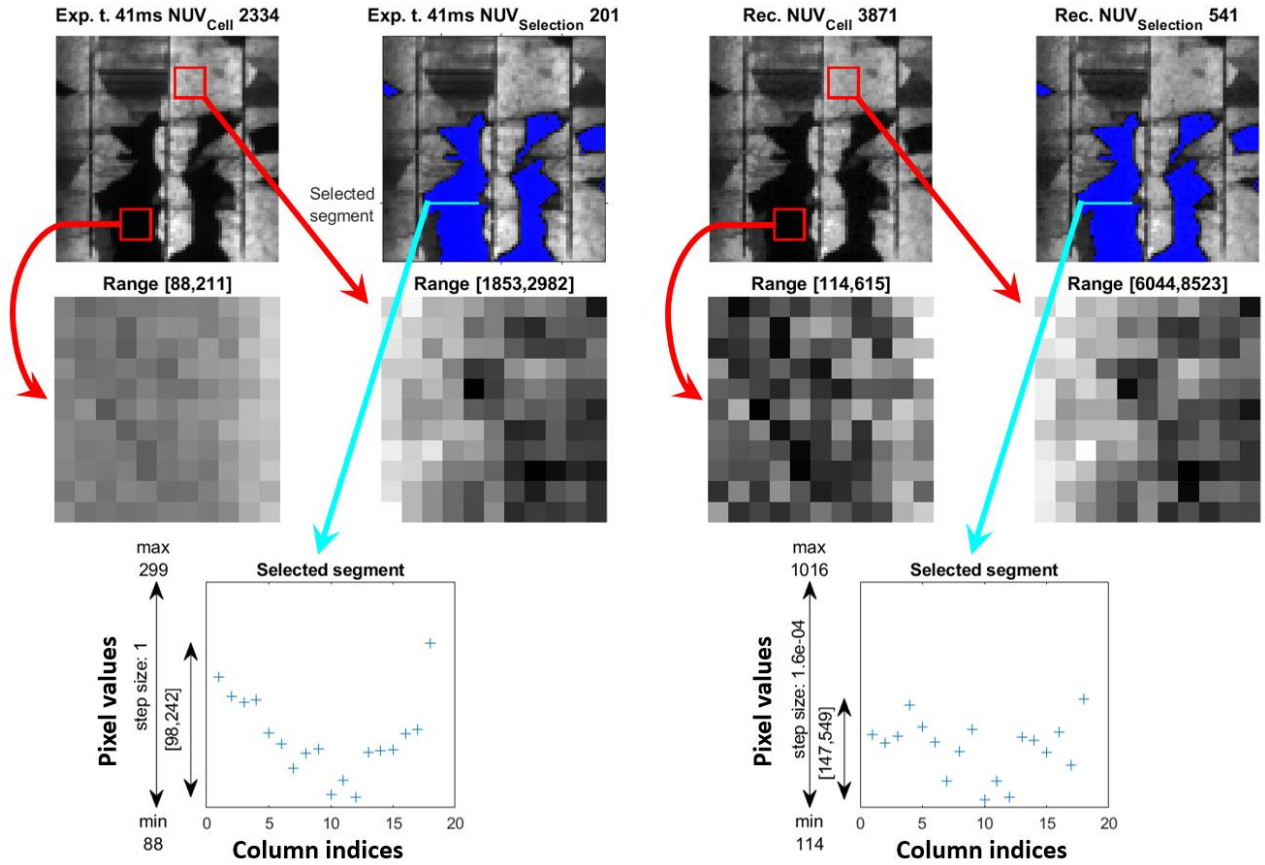 Exp. t. 41ms NUV_Cell 2334
Exp. t. 41ms NUV_Selection 201
Rec. NUV_Cell 3871
Rec. NUV_Selection 541
Selected
segment
Range [88,211]
Range [1853,2982]
Range [114,615]
Range [6044,8523]
max
299
Selected segment
Pixel values
step size: 1
[98,242]
min
88
0 5 10 15 20
Column indices
max
1016
Selected segment
Pixel values
step size: 1.6e-04
[147,549]
min
114
0 5 10 15 20
Column indices